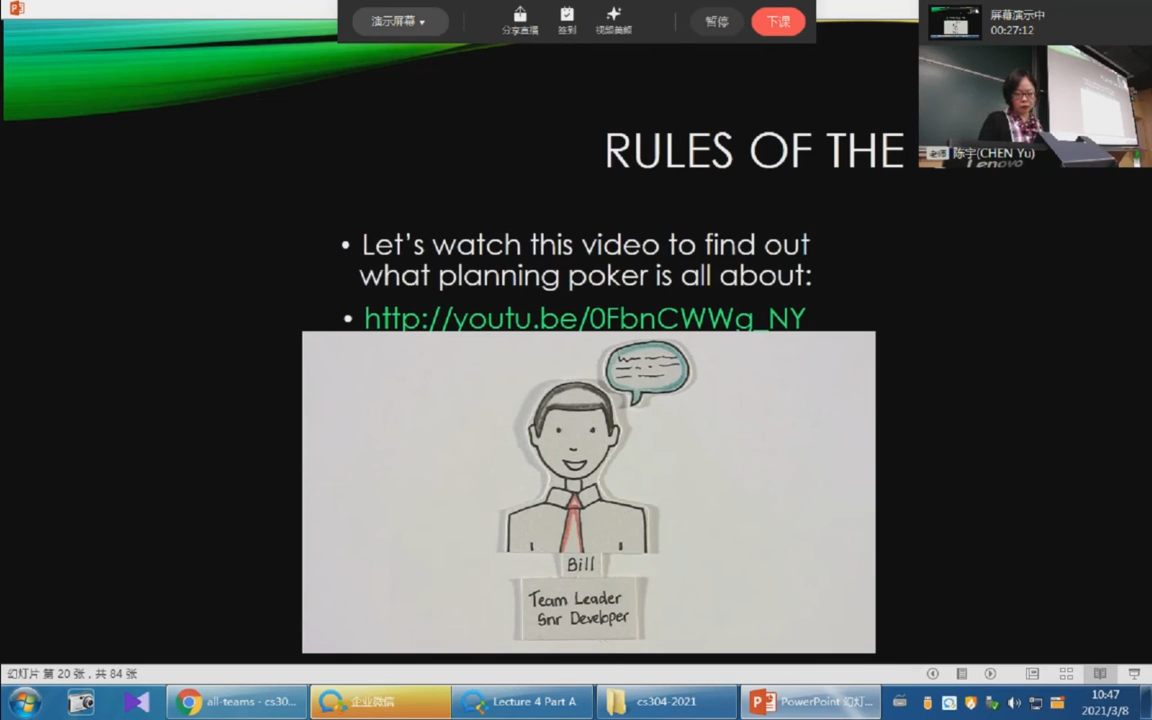 演示屏幕
分享直播
签到
视频美颜
暂停
下课
屏幕演示中
00:27:12
老师 陈宇(CHEN Yu)
Lenovo
RULES OF THE
• Let's watch this video to find out
what planning poker is all about:
• http://youtu.be/0FbnCWWg_NY
Bill
Team Leader
Snr Developer
幻灯片 第 20 张，共 84 张
all-teams - cs30...
企业微信
Lecture 4 Part A
cs304-2021
PowerPoint 幻灯...
10:47
2021/3/8